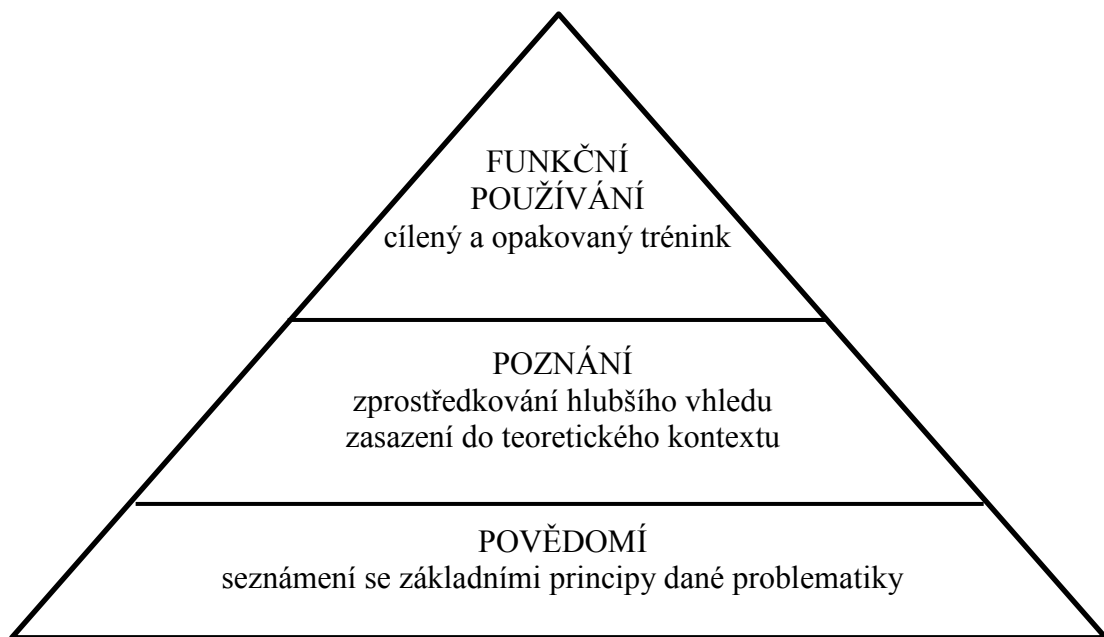 FUNKČNÍ
POUŽÍVÁNÍ
cílený a opakovaný trénink
POZNÁNÍ
zprostředkování hlubšího vhledu
zasazení do teoretického kontextu
POVĚDOMÍ
seznámení se základními principy dané problematiky